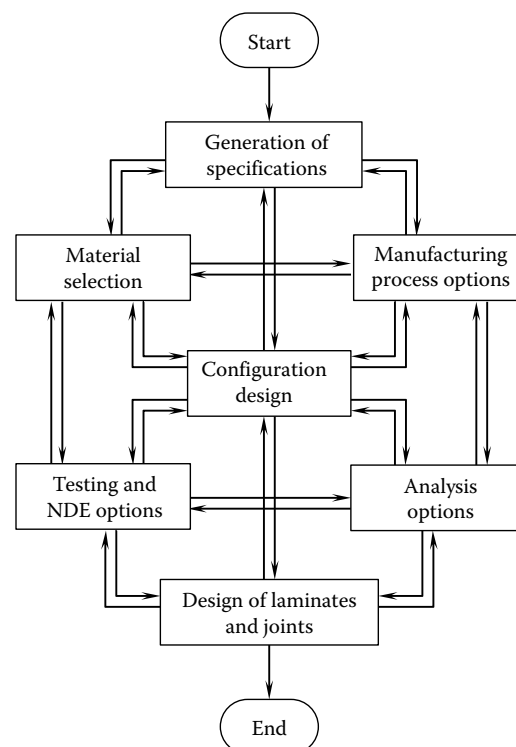 Start
Generation of
specifications
Material
selection
Manufacturing
process options
Configuration
design
Testing and
NDE options
Analysis
options
Design of laminates
and joints
End